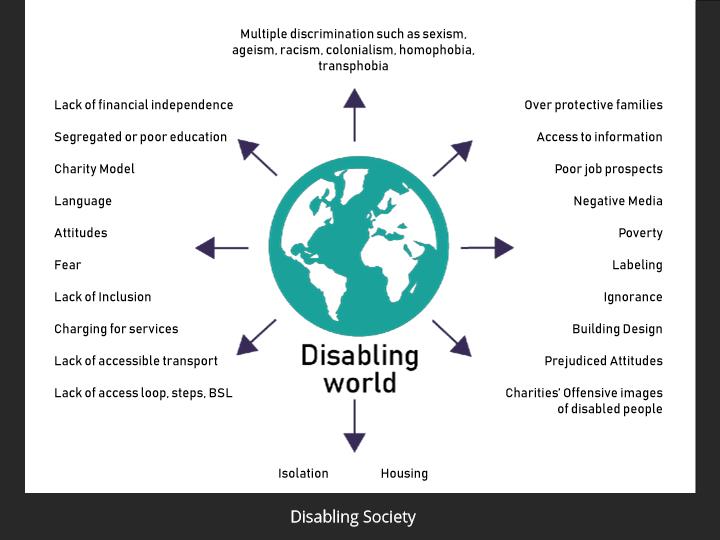 Multiple discrimination such as sexism,
ageism, racism, colonialism, homophobia,
transphobia
Lack of financial independence
Segregated or poor education
Charity Model
Language
Attitudes
Fear
Lack of Inclusion
Charging for services
Lack of accessible transport
Lack of access loop, steps, BSL
Over protective families
Access to information
Poor job prospects
Negative Media
Poverty
Labeling
Ignorance
Building Design
Prejudiced Attitudes
Charities' Offensive images
of disabled people
Disabling
world
Isolation
Housing
Disabling Society